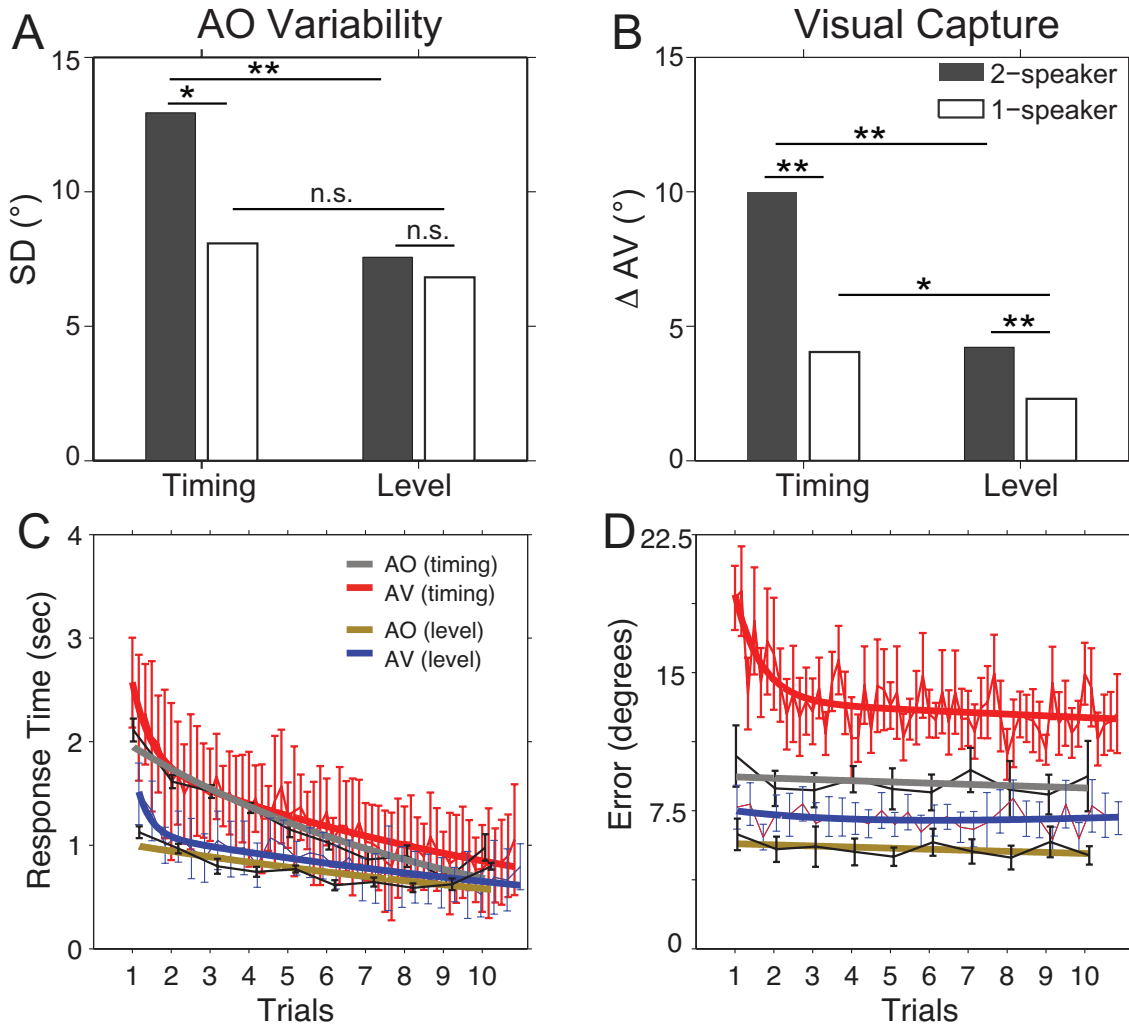 A
AO Variability
15
10
5
0
SD (°)
**
*
n.s.
n.s.
Timing
Level
B
Visual Capture
15
10
5
0
Δ AV (°)
2−speaker
1−speaker
**
**
*
**
Timing
Level
C
4
3
2
1
0
Response Time (sec)
AO (timing)
AV (timing)
AO (level)
AV (level)
1 2 3 4 5 6 7 8 9 10
Trials
D
22.5
15
7.5
0
Error (degrees)
1 2 3 4 5 6 7 8 9 10
Trials